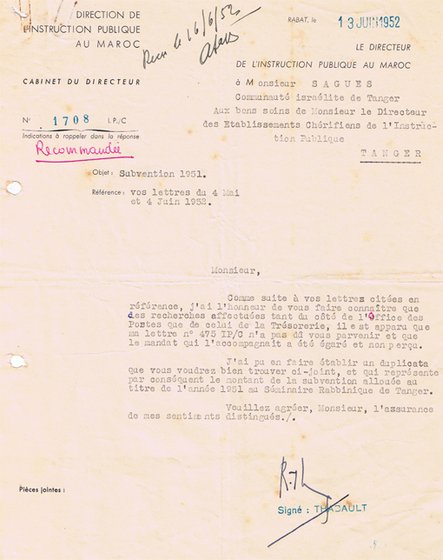 DIRECTION DE
L'INSTRUCTION PUBLIQUE
AU MAROC
CABINET DU DIRECTEUR
N° 1708 I.P./C
Indications à rappeler dans la réponse
Recommandée
Recu le 16/6/52
RABAT, le 13 JUIN 1952
LE DIRECTEUR
DE L'INSTRUCTION PUBLIQUE AU MAROC
à Monsieur SAGUES
Communauté israélite de Tanger
Aux bons soins de Monsieur le Directeur
des Etablissements Chérifiens de l'Instruc-
tion Publique
TANGER
Objet: Subvention 1951.
Référence: vos lettres du 4 Mai
et 4 Juin 1952.
Monsieur,
Comme suite à vos lettres citées en
référence, j'ai l'honneur de vous faire connaître que
des recherches effectuées tant du côté de l'Office des
Postes que de celui de la Trésorerie, il est apparu que
ma lettre n° 475 IP/C n'a pas dû vous parvenir et que
le mandat qui l'accompagnait a été égaré et non perçu.
J'ai pu en faire établir un duplicata
que vous voudrez bien trouver ci-joint, et qui représente
par conséquent le montant de la subvention allouée au
titre de l'année 1951 au Séminaire Rabbinique de Tanger.
Veuillez agréer, Monsieur, l'assurance
de mes sentiments distingués./.
Signé : THABAULT
Pièces jointes :